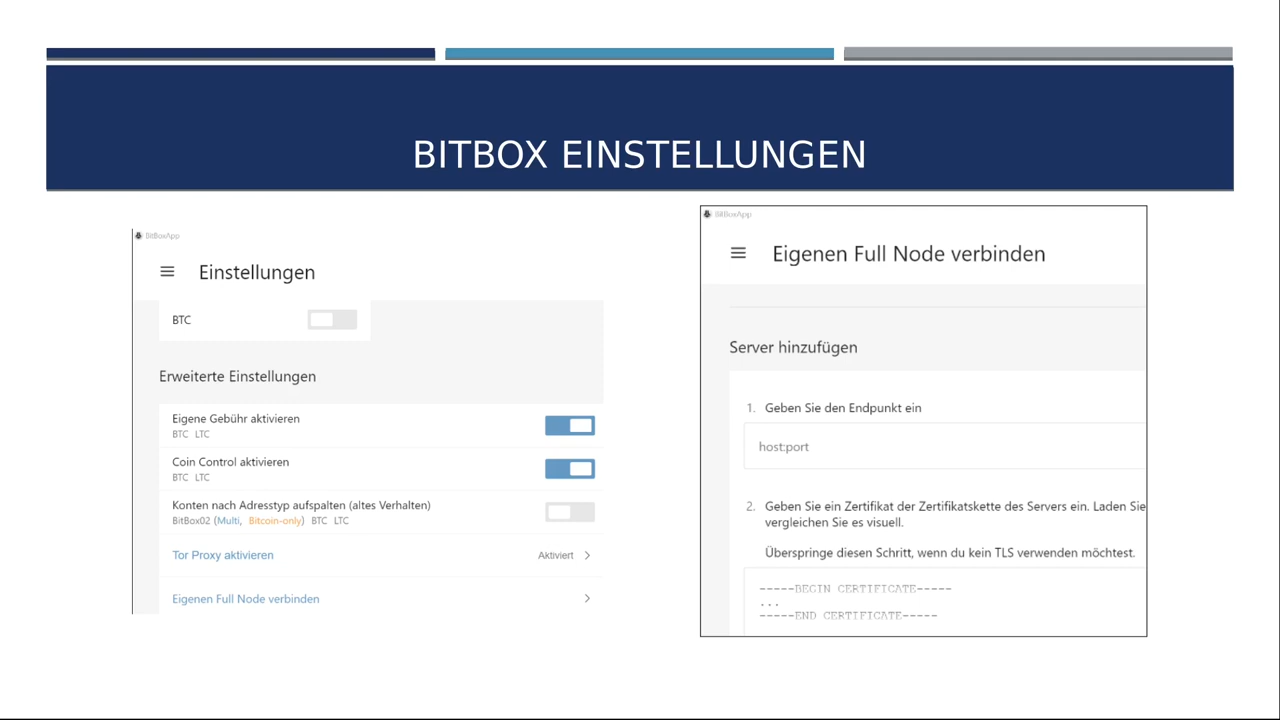 BITBOX EINSTELLUNGEN
BitBoxApp
Einstellungen
BTC
Erweiterte Einstellungen
Eigene Gebühr aktivieren
BTC LTC
Coin Control aktivieren
BTC LTC
Konten nach Adresstyp aufspalten (altes Verhalten)
BitBox02 (Multi, Bitcoin-only) BTC LTC
Tor Proxy aktivieren Aktiviert
Eigenen Full Node verbinden
BitBoxApp
Eigenen Full Node verbinden
Server hinzufügen
1. Geben Sie den Endpunkt ein
host:port
2. Geben Sie ein Zertifikat der Zertifikatskette des Servers ein. Laden Sie
vergleichen Sie es visuell.
Überspringe diesen Schritt, wenn du kein TLS verwenden möchtest.
-----BEGIN CERTIFICATE-----
...
-----END CERTIFICATE-----